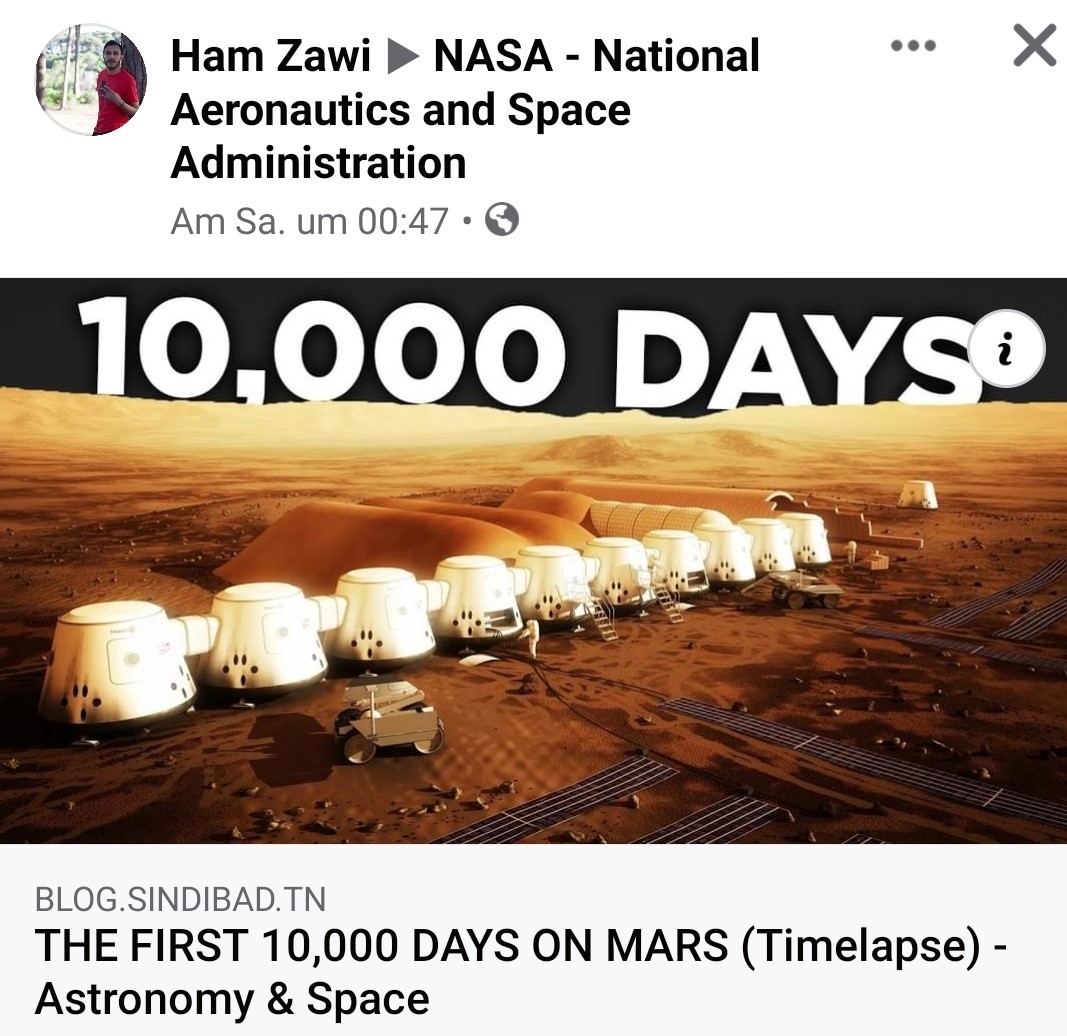 Ham Zawi ▶ NASA - National
Aeronautics and Space
Administration
Am Sa. um 00:47 •
10,000 DAYS
i
BLOG.SINDIBAD.TN
THE FIRST 10,000 DAYS ON MARS (Timelapse) -
Astronomy & Space